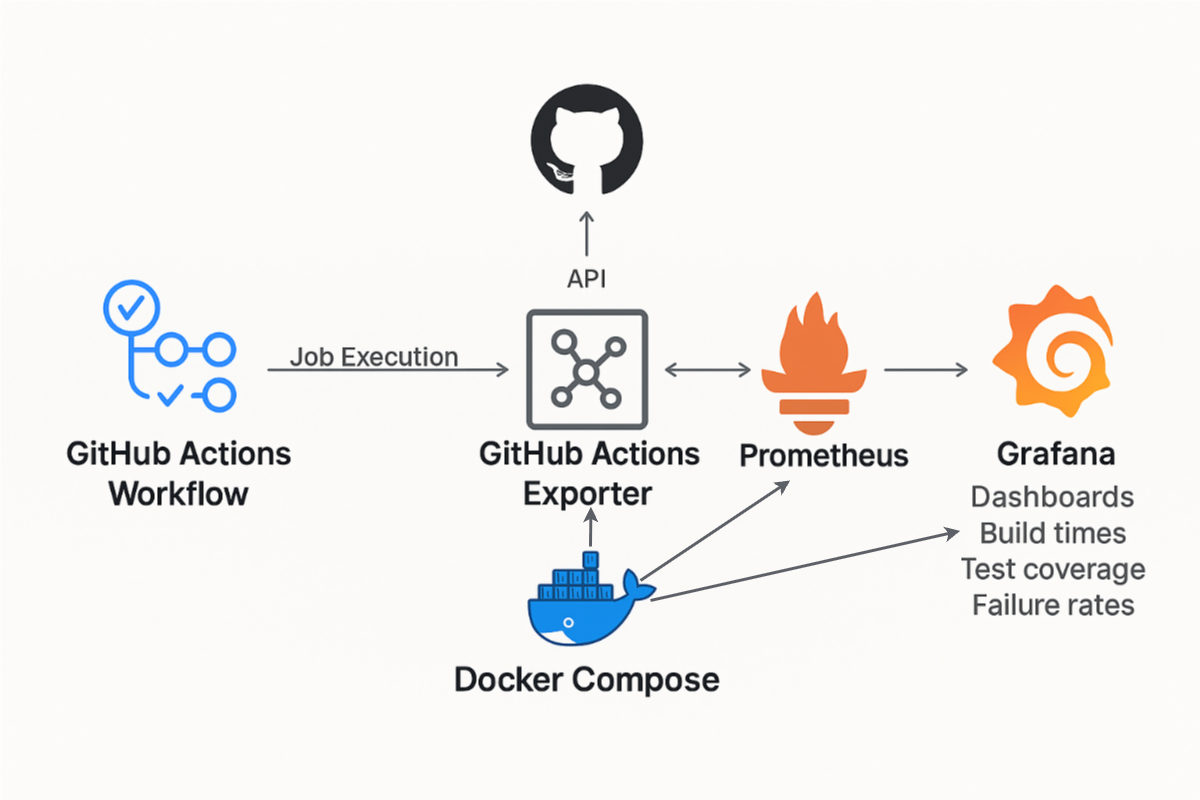 API
Job Execution
GitHub Actions
Workflow
GitHub Actions
Exporter
Prometheus
Grafana
Dashboards
Build times
Test coverage
Failure rates
Docker Compose